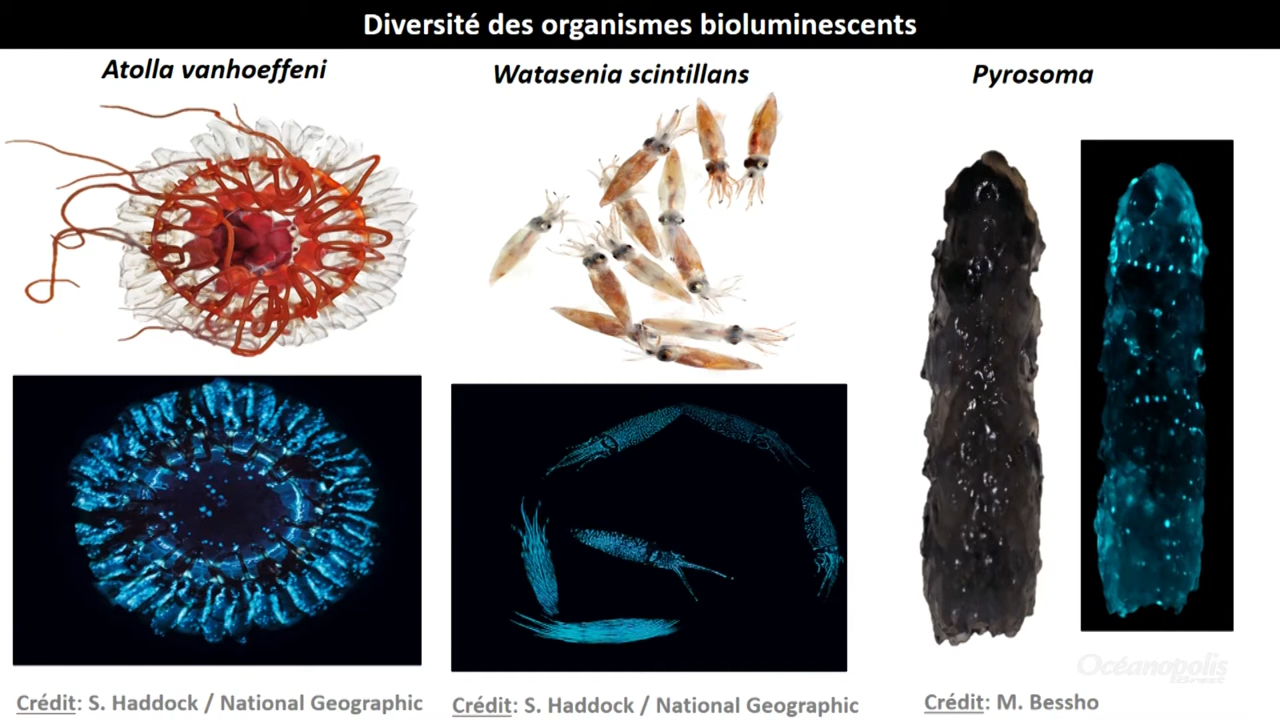 Diversité des organismes bioluminescents
Atolla vanhoeffeni
Watasenia scintillans
Pyrosoma
Océanopolis
Brest
Crédit: S. Haddock / National Geographic
Crédit: S. Haddock / National Geographic
Crédit: M. Bessho